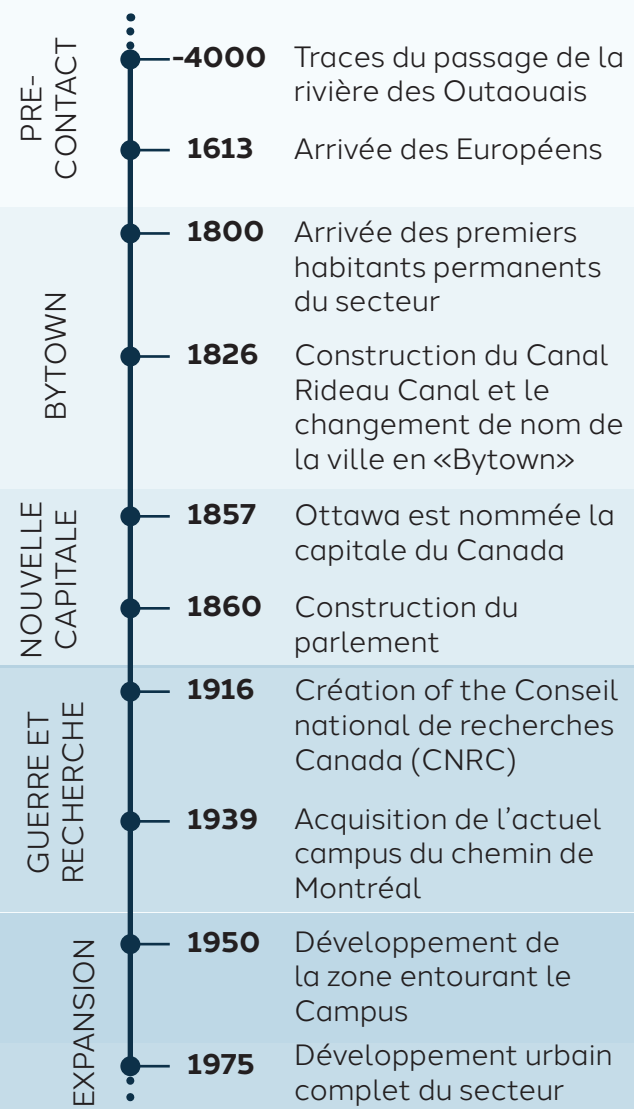 PRE-
CONTACT
-4000 Traces du passage de la
rivière des Outaouais
1613 Arrivée des Européens
BYTOWN
1800 Arrivée des premiers
habitants permanents
du secteur
1826 Construction du Canal
Rideau Canal et le
changement de nom de
la ville en «Bytown»
NOUVELLE
CAPITALE
1857 Ottawa est nommée la
capitale du Canada
1860 Construction du
parlement
GUERRE ET
RECHERCHE
1916 Création of the Conseil
national de recherches
Canada (CNRC)
1939 Acquisition de l’actuel
campus du chemin de
Montréal
EXPANSION
1950 Développement de
la zone entourant le
Campus
1975 Développement urbain
complet du secteur